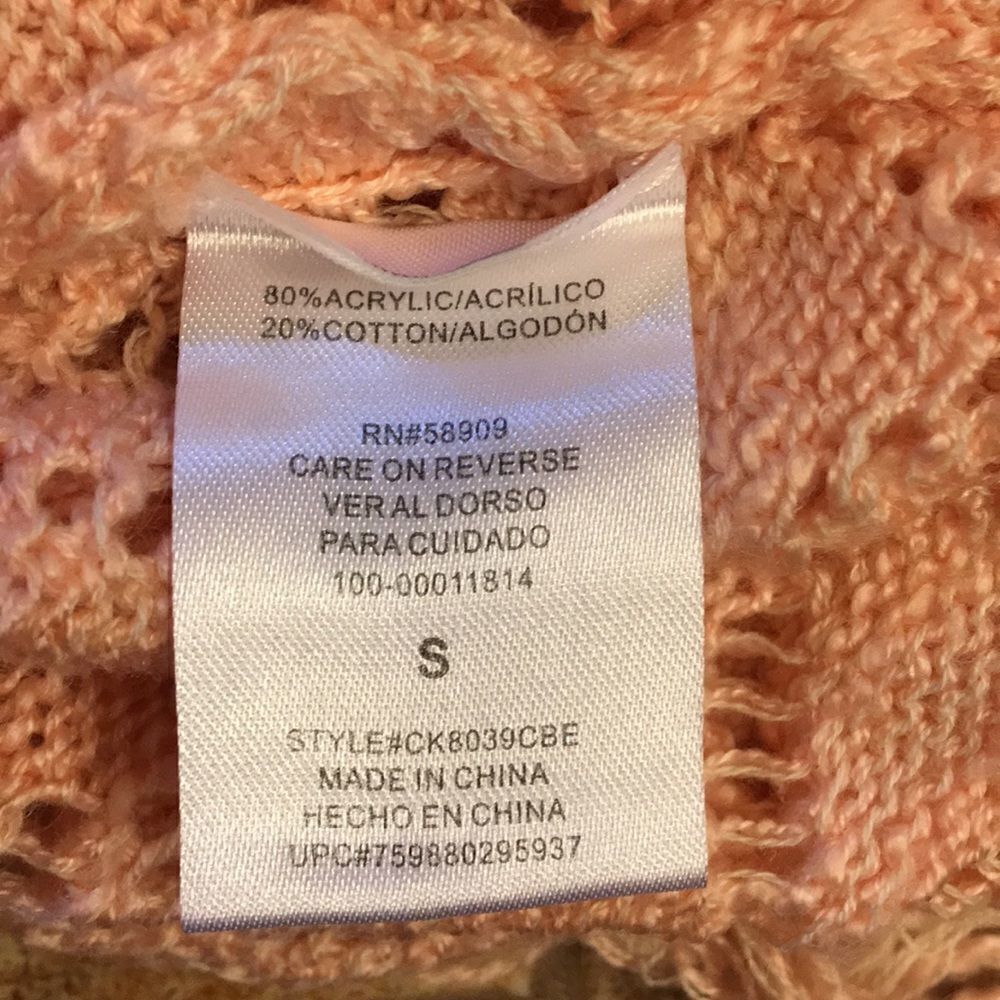 80%ACRYLIC/ACRÍLICO
20%COTTON/ALGODÓN
RN#58909
CARE ON REVERSE
VER AL DORSO
PARA CUIDADO
100-00011814
S
STYLE#CK8039CBE
MADE IN CHINA
HECHO EN CHINA
UPC#759880295937